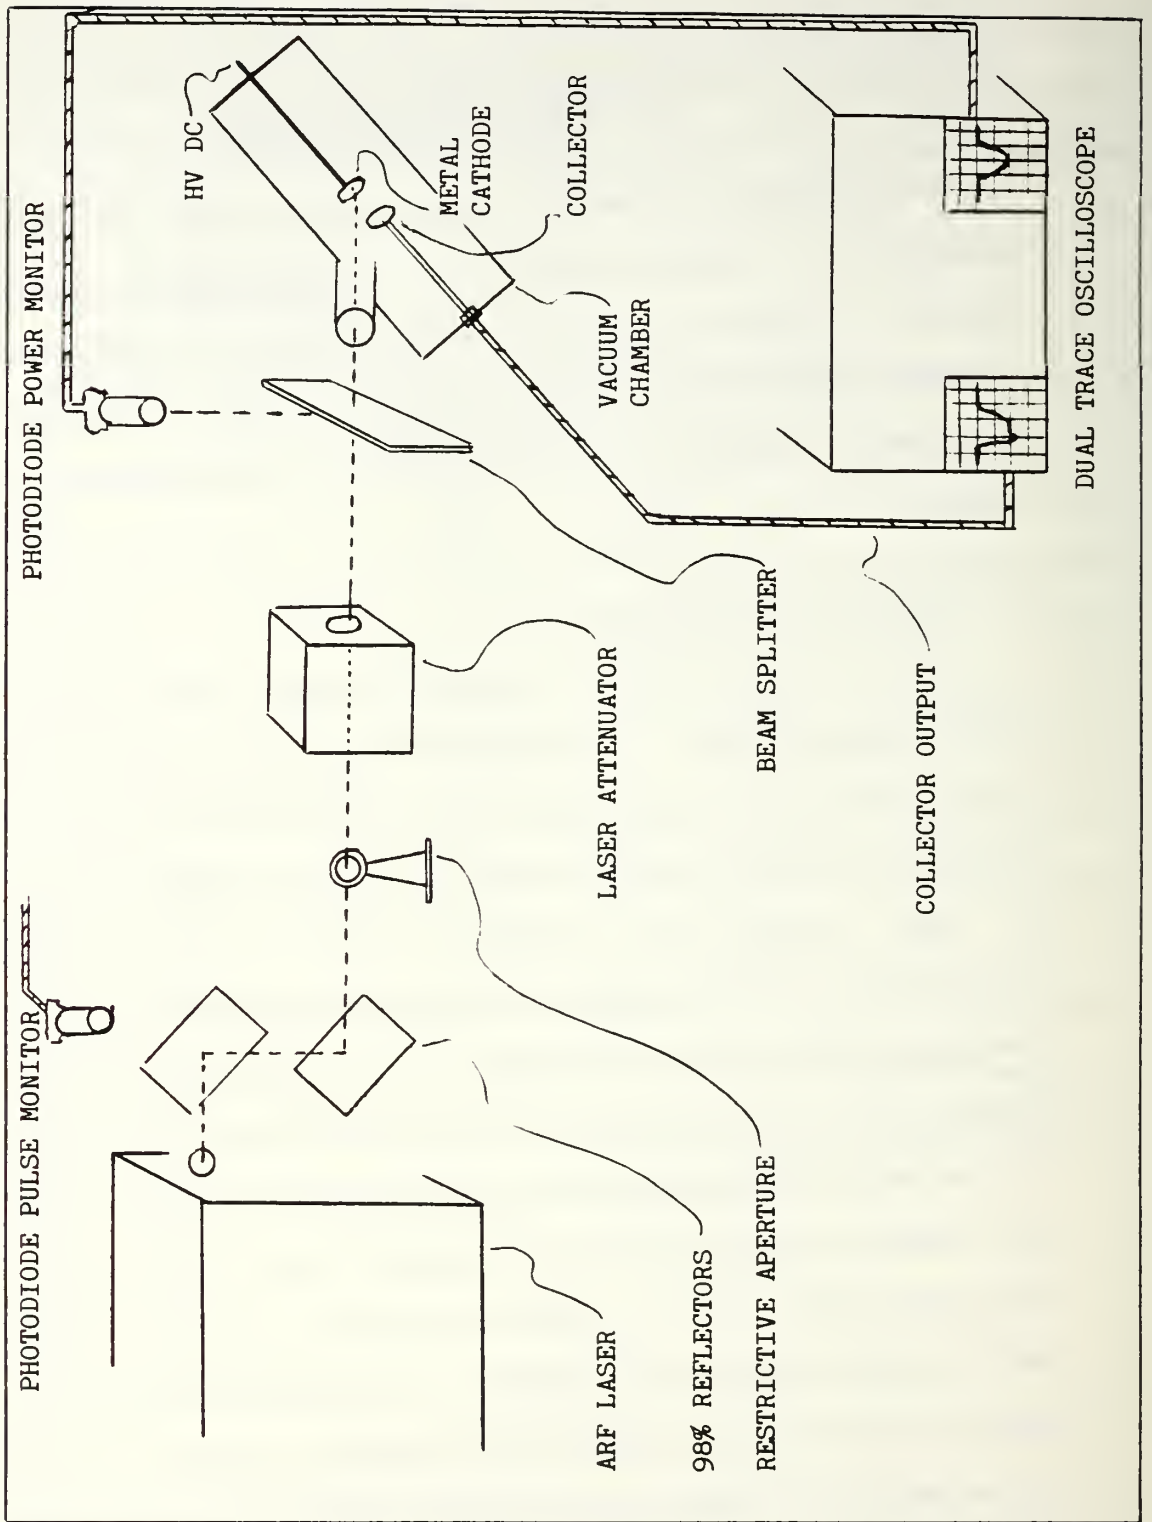 PHOTODIODE PULSE MONITOR
PHOTODIODE POWER MONITOR
HV DC
METAL
CATHODE
COLLECTOR
VACUUM
CHAMBER
ARF LASER
LASER ATTENUATOR
98% REFLECTORS
BEAM SPLITTER
RESTRICTIVE APERTURE
COLLECTOR OUTPUT
DUAL TRACE OSCILLOSCOPE